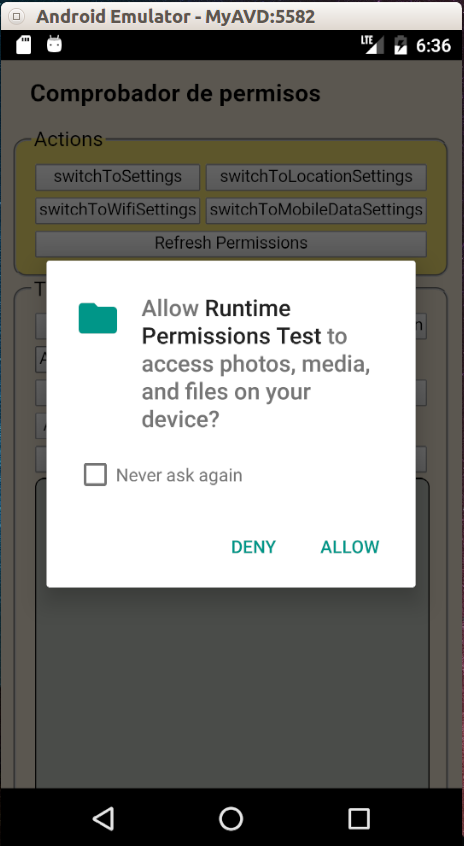 Android Emulator - MyAVD:5582
LTE 6:36
Comprobador de permisos
Actions
switchToSettings switchToLocationSettings
switchToWifiSettings switchToMobileDataSettings
Refresh Permissions
Allow Runtime
Permissions Test to
access photos, media,
and files on your
device?
Never ask again
DENY ALLOW